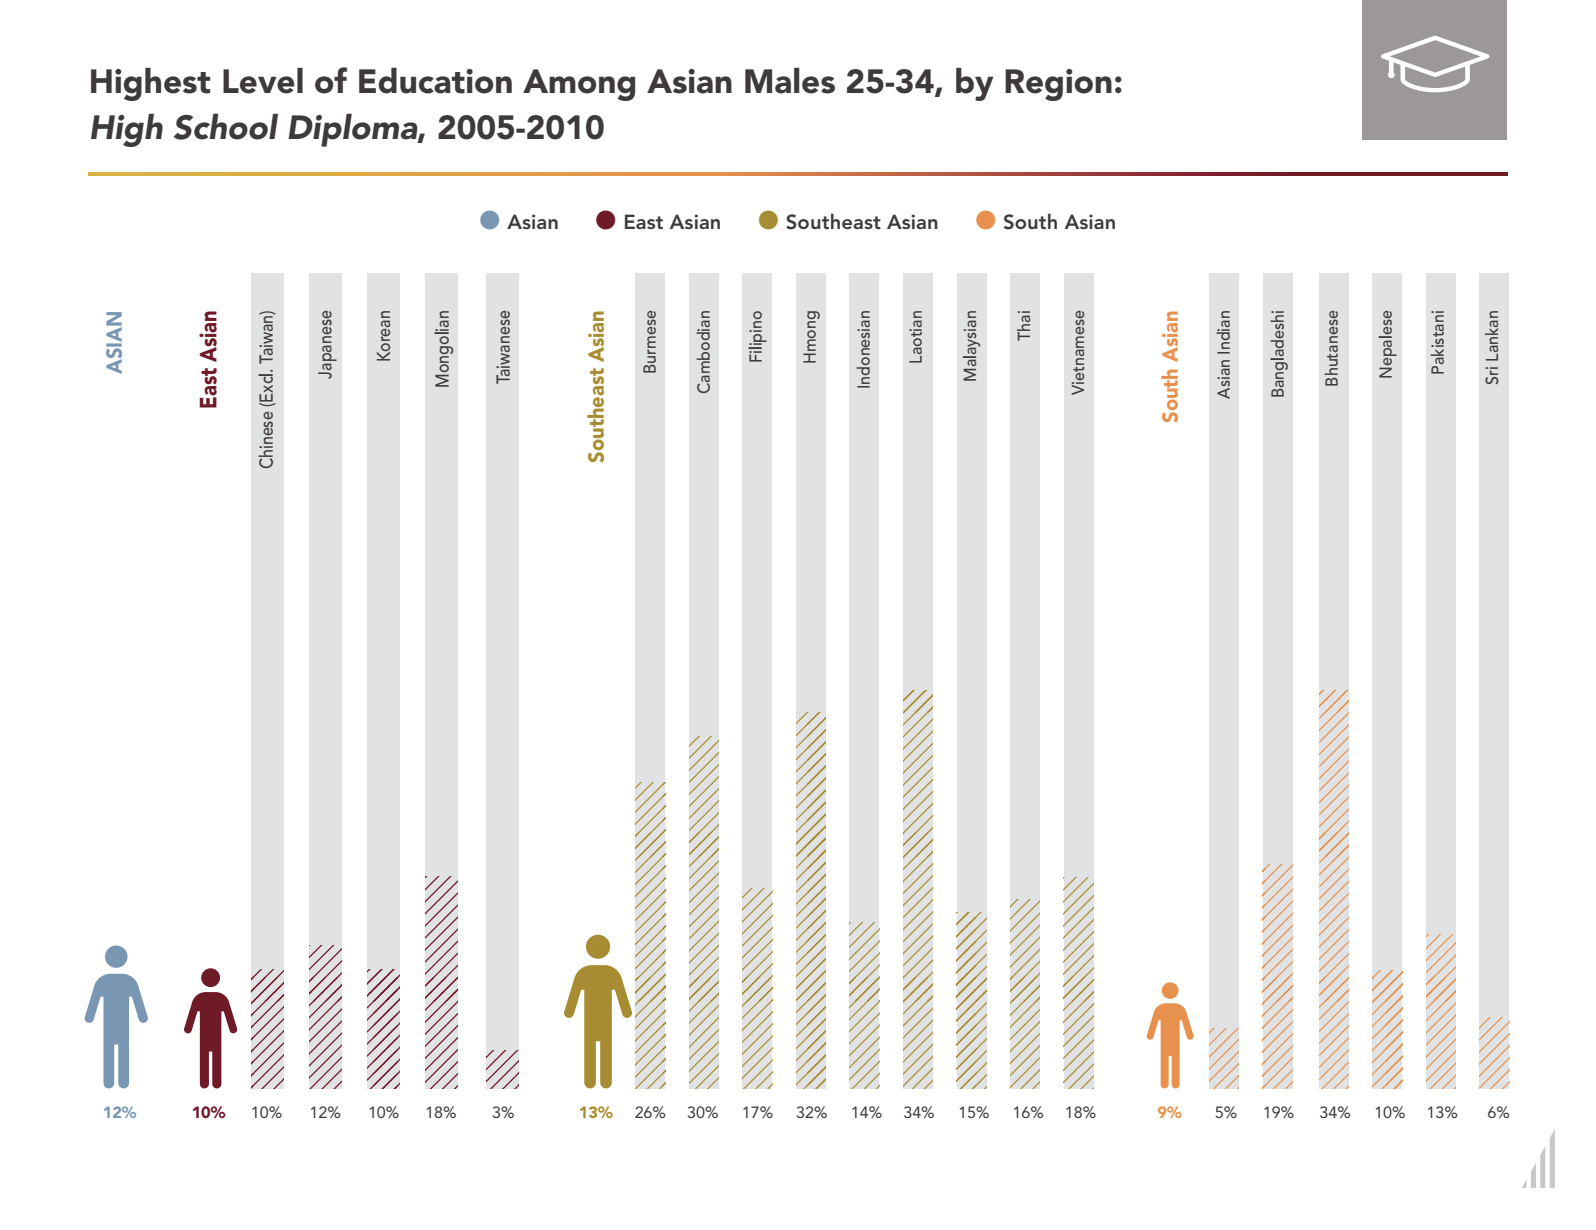 Highest Level of Education Among Asian Males 25-34, by Region:
High School Diploma, 2005-2010
Asian
East Asian
Southeast Asian
South Asian
ASIAN
East Asian
Chinese (Excl. Taiwan)
Japanese
Korean
Mongolian
Taiwanese
Southeast Asian
Burmese
Cambodian
Filipino
Hmong
Indonesian
Laotian
Malaysian
Thai
Vietnamese
South Asian
Asian Indian
Bangladeshi
Bhutanese
Nepalese
Pakistani
Sri Lankan
12% 10% 10% 12% 10% 18% 3% 13% 26% 30% 17% 32% 14% 34% 15% 16% 18% 9% 5% 19% 34% 10% 13% 6%